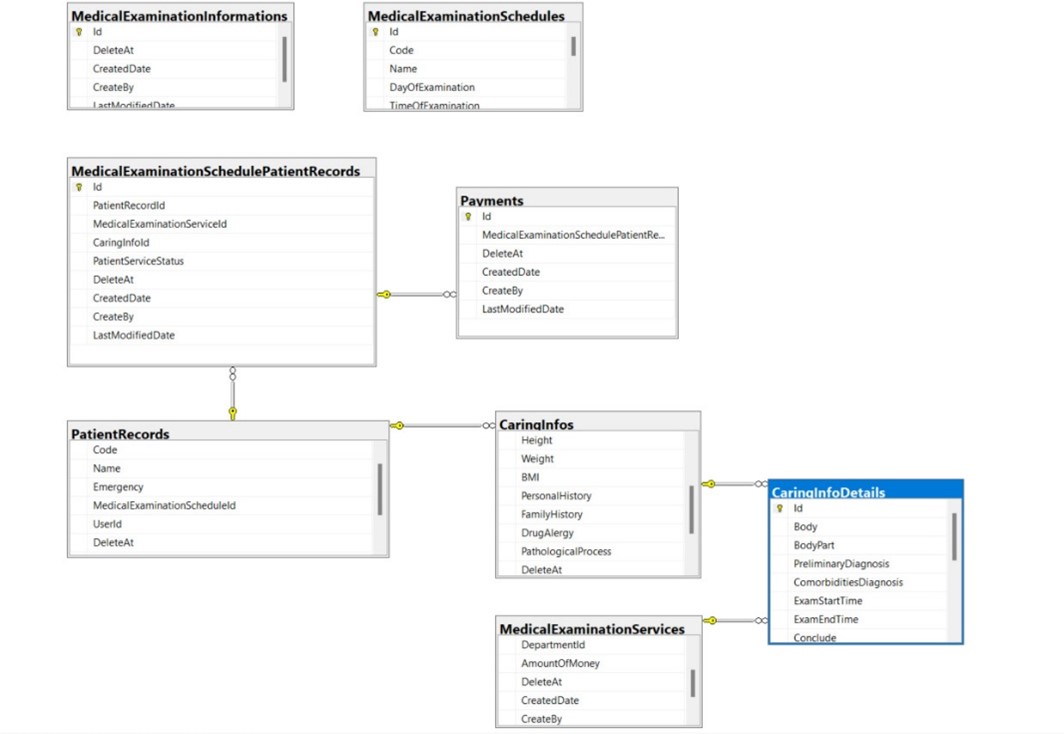 MedicalExaminationInformations
Id
DeleteAt
CreatedDate
CreateBy
LastModifiedDate
MedicalExaminationSchedules
Id
Code
Name
DayOfExamination
TimeOfExamination
MedicalExaminationSchedulePatientRecords
Id
PatientRecordId
MedicalExaminationServiceId
CaringInfoId
PatientServiceStatus
DeleteAt
CreatedDate
CreateBy
LastModifiedDate
Payments
Id
MedicalExaminationSchedulePatientRe...
DeleteAt
CreatedDate
CreateBy
LastModifiedDate
PatientRecords
Code
Name
Emergency
MedicalExaminationScheduleId
UserId
DeleteAt
CaringInfos
Height
Weight
BMI
PersonalHistory
FamilyHistory
DrugAlergy
PathologicalProcess
DeleteAt
CaringInfoDetails
Id
Body
BodyPart
PreliminaryDiagnosis
ComorbiditiesDiagnosis
ExamStartTime
ExamEndTime
Conclude
MedicalExaminationServices
DepartmentId
AmountOfMoney
DeleteAt
CreatedDate
CreateBy